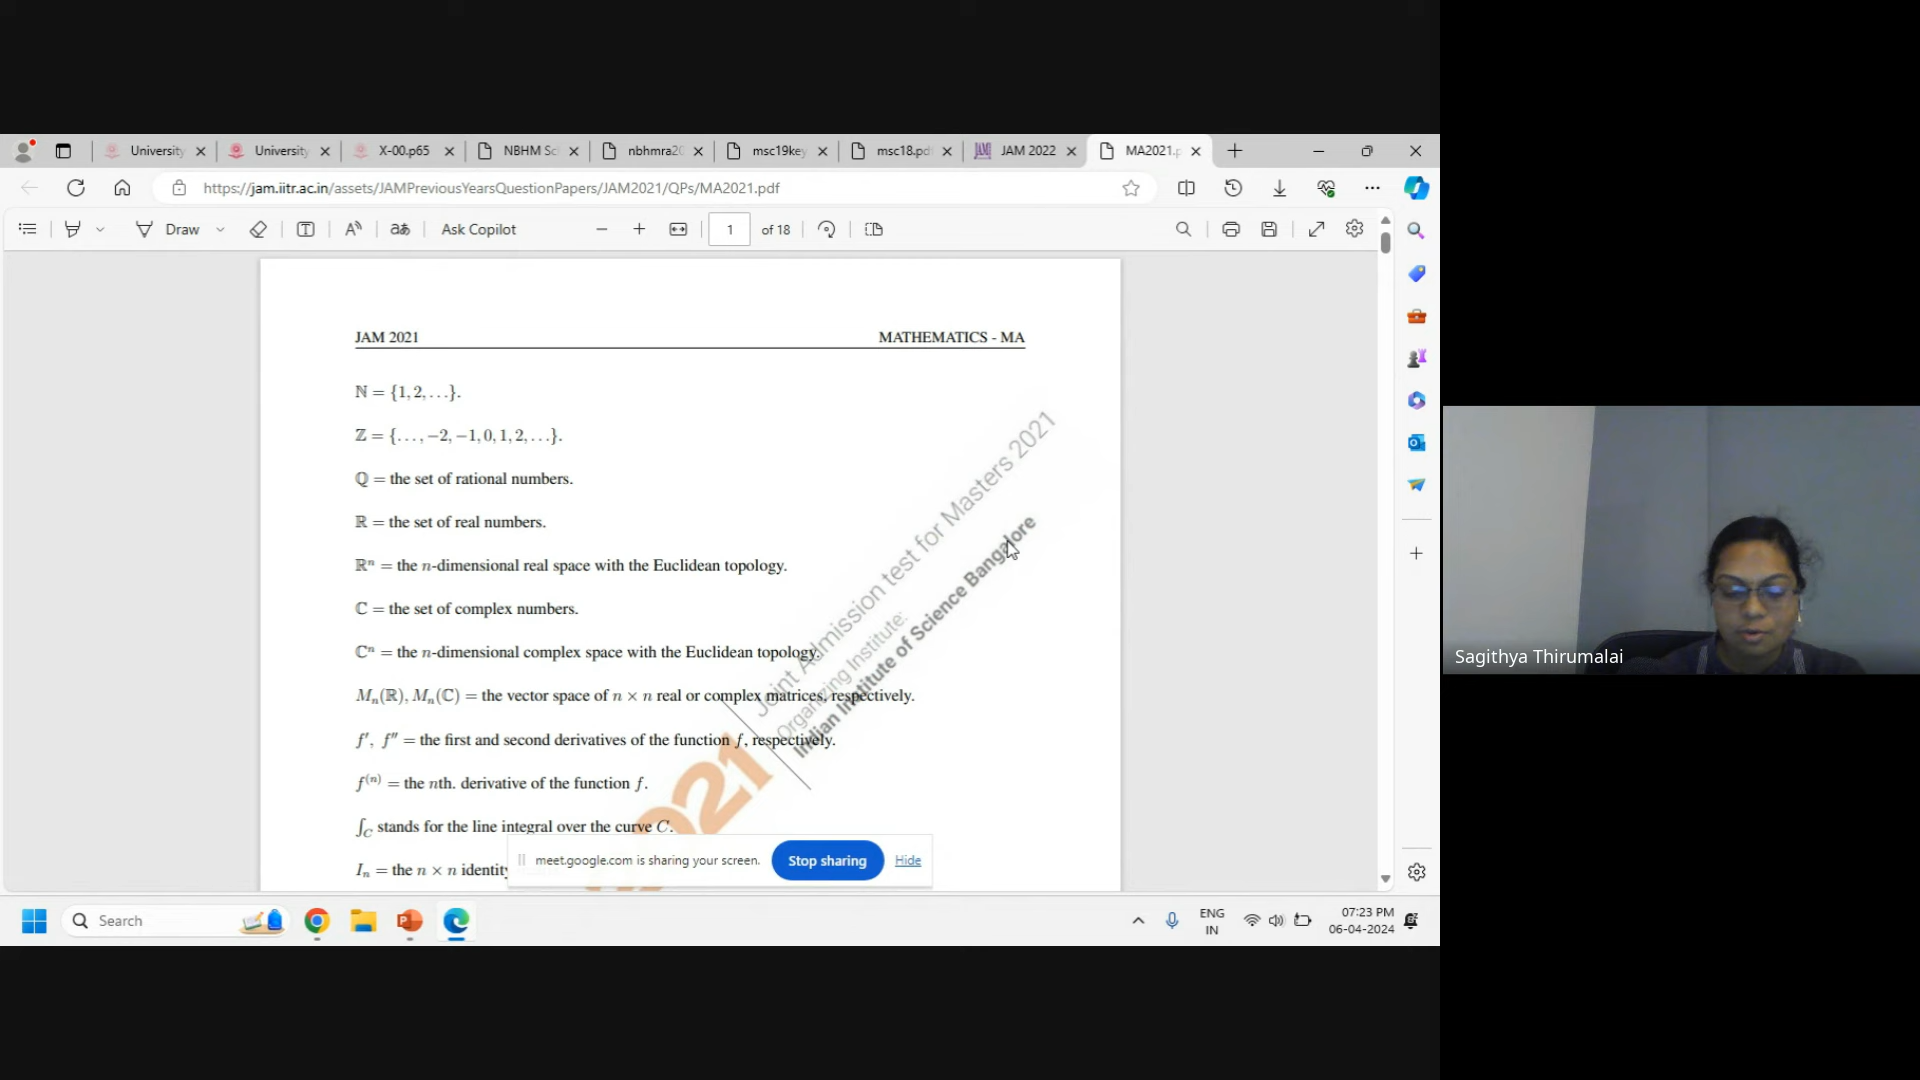 University
University
X-00.p65
NBHM Sc
nbhmra20
msc19key
msc18.pd
JAM 2022
MA2021.p
https://jam.iitr.ac.in/assets/JAMPreviousYearsQuestionPapers/JAM2021/QPs/MA2021.pdf
Draw
Ask Copilot
1 of 18
JAM 2021 MATHEMATICS - MA
ℕ = {1, 2, …}.
ℤ = {…, −2, −1, 0, 1, 2, …}.
ℚ = the set of rational numbers.
ℝ = the set of real numbers.
ℝⁿ = the n-dimensional real space with the Euclidean topology.
ℂ = the set of complex numbers.
ℂⁿ = the n-dimensional complex space with the Euclidean topology.
Mₙ(ℝ), Mₙ(ℂ) = the vector space of n × n real or complex matrices, respectively.
f′, f″ = the first and second derivatives of the function f, respectively.
f⁽ⁿ⁾ = the nth. derivative of the function f.
∫C stands for the line integral over the curve C.
Iₙ = the n × n identity
Joint Admission test for Masters 2021
Organizing Institute:
Indian Institute of Science Bangalore
2021
meet.google.com is sharing your screen.
Stop sharing
Hide
Search
ENG
IN
07:23 PM
06-04-2024
Sagithya Thirumalai